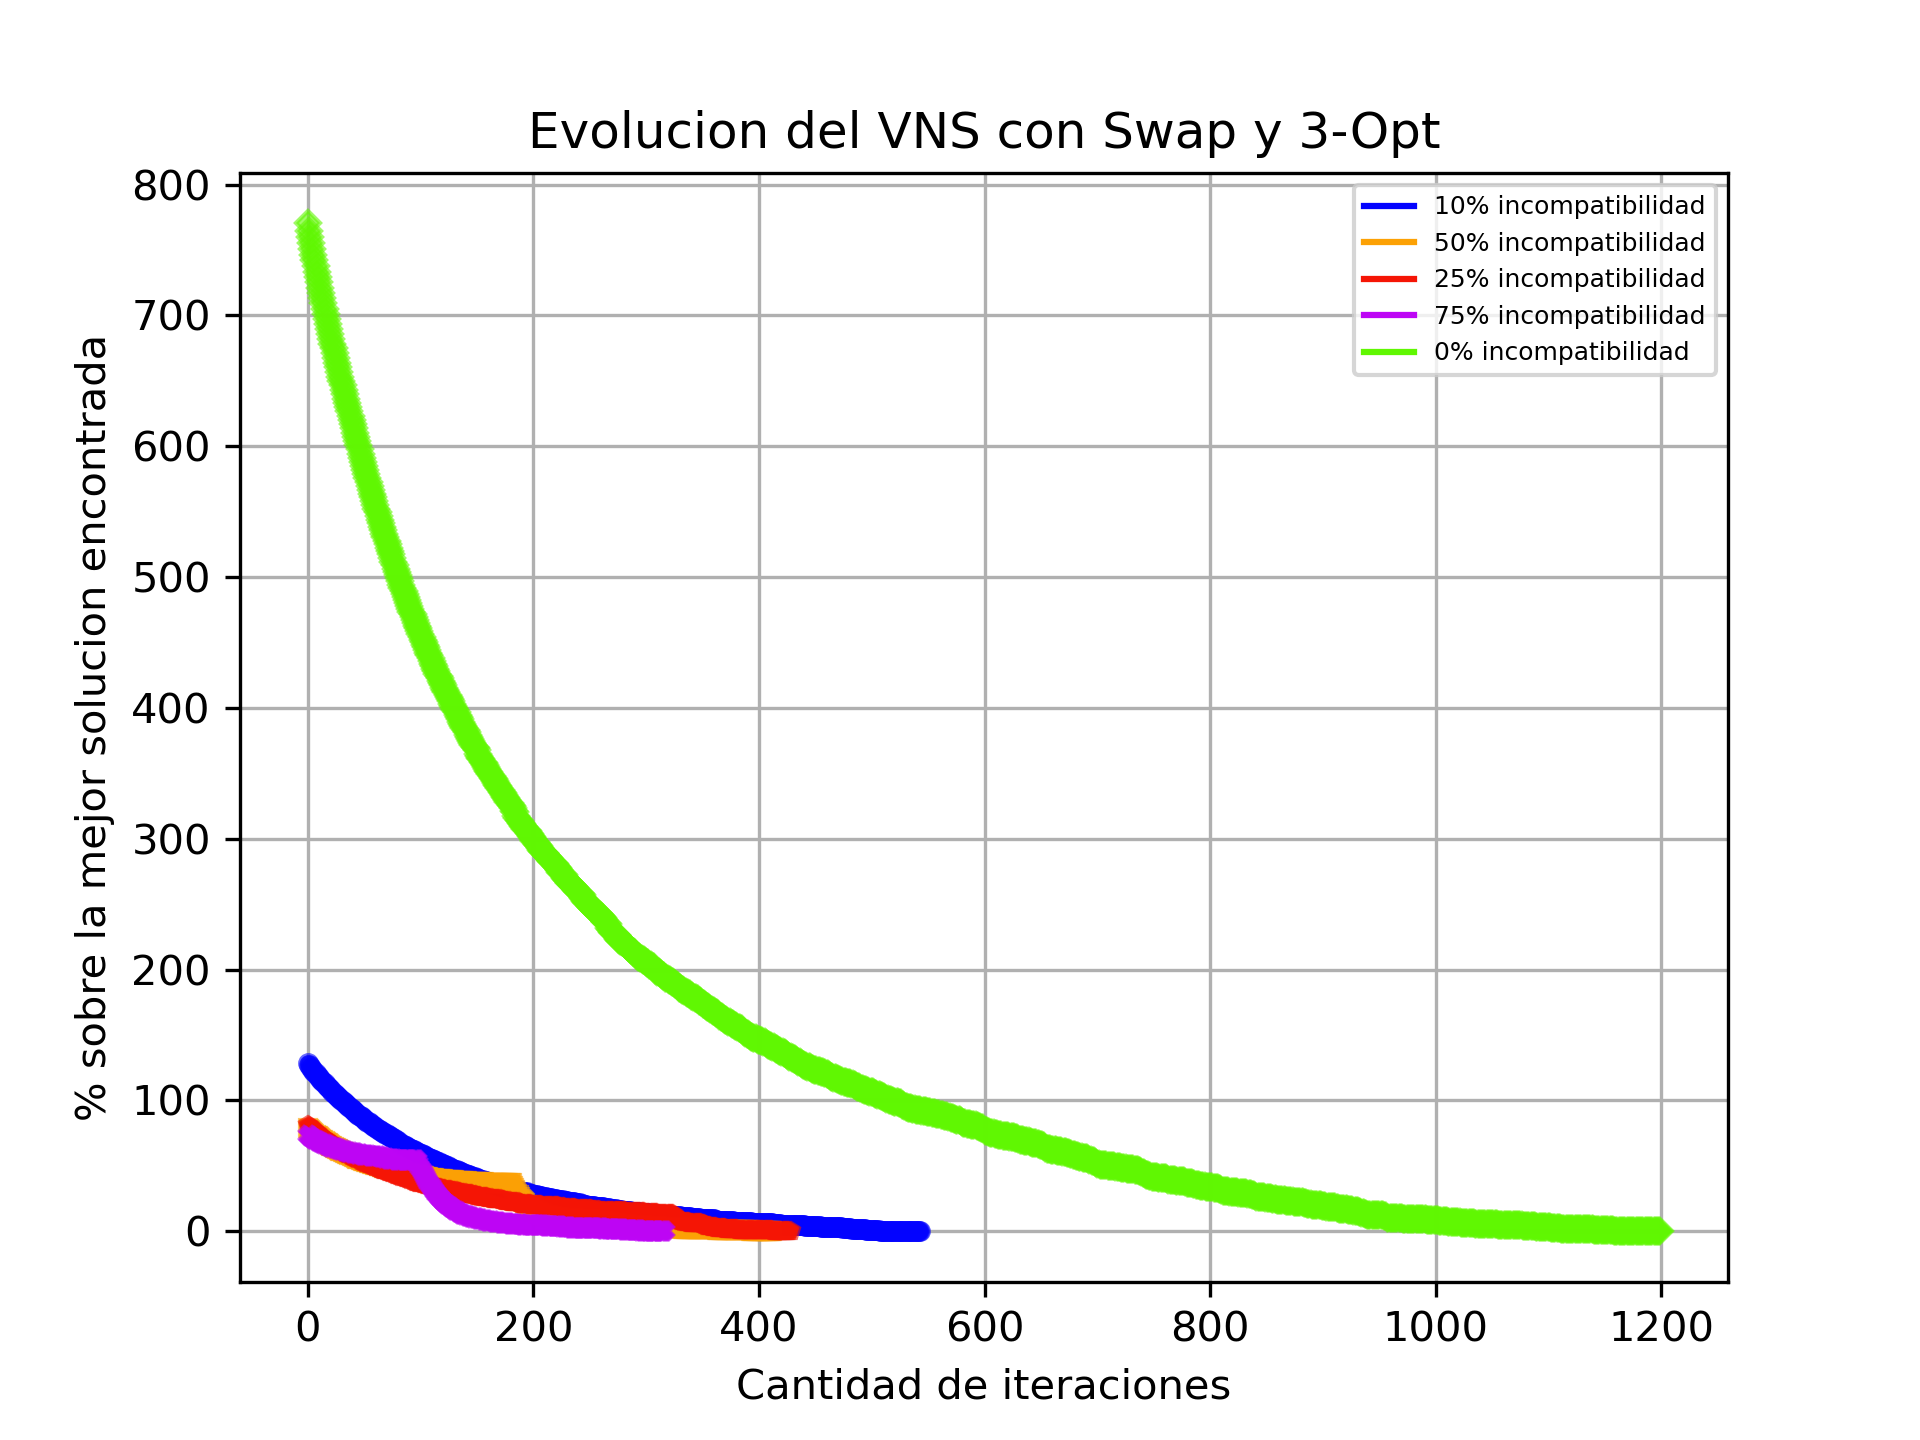 Evolucion del VNS con Swap y 3-Opt
% sobre la mejor solucion encontrada
800
700
600
500
400
300
200
100
0
10% incompatibilidad
50% incompatibilidad
25% incompatibilidad
75% incompatibilidad
0% incompatibilidad
0 200 400 600 800 1000 1200
Cantidad de iteraciones